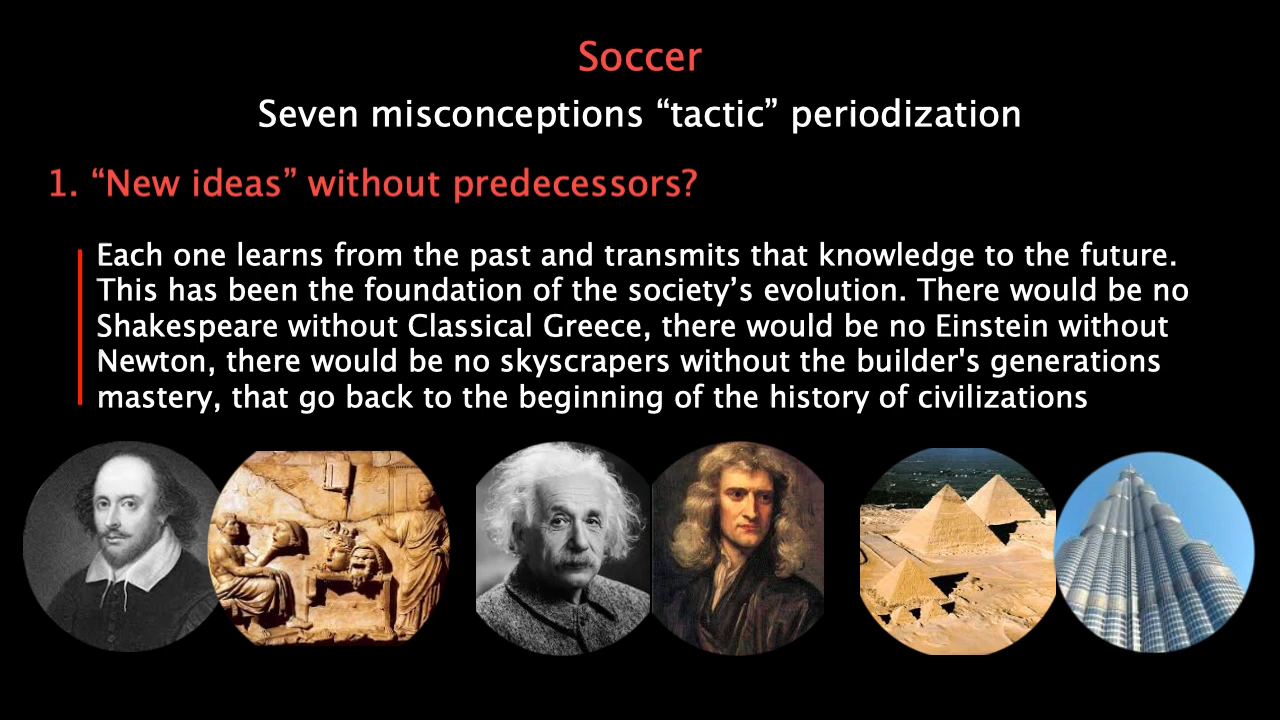 Soccer
Seven misconceptions “tactic” periodization
1. “New ideas” without predecessors?
Each one learns from the past and transmits that knowledge to the future.
This has been the foundation of the society’s evolution. There would be no
Shakespeare without Classical Greece, there would be no Einstein without
Newton, there would be no skyscrapers without the builder's generations
mastery, that go back to the beginning of the history of civilizations